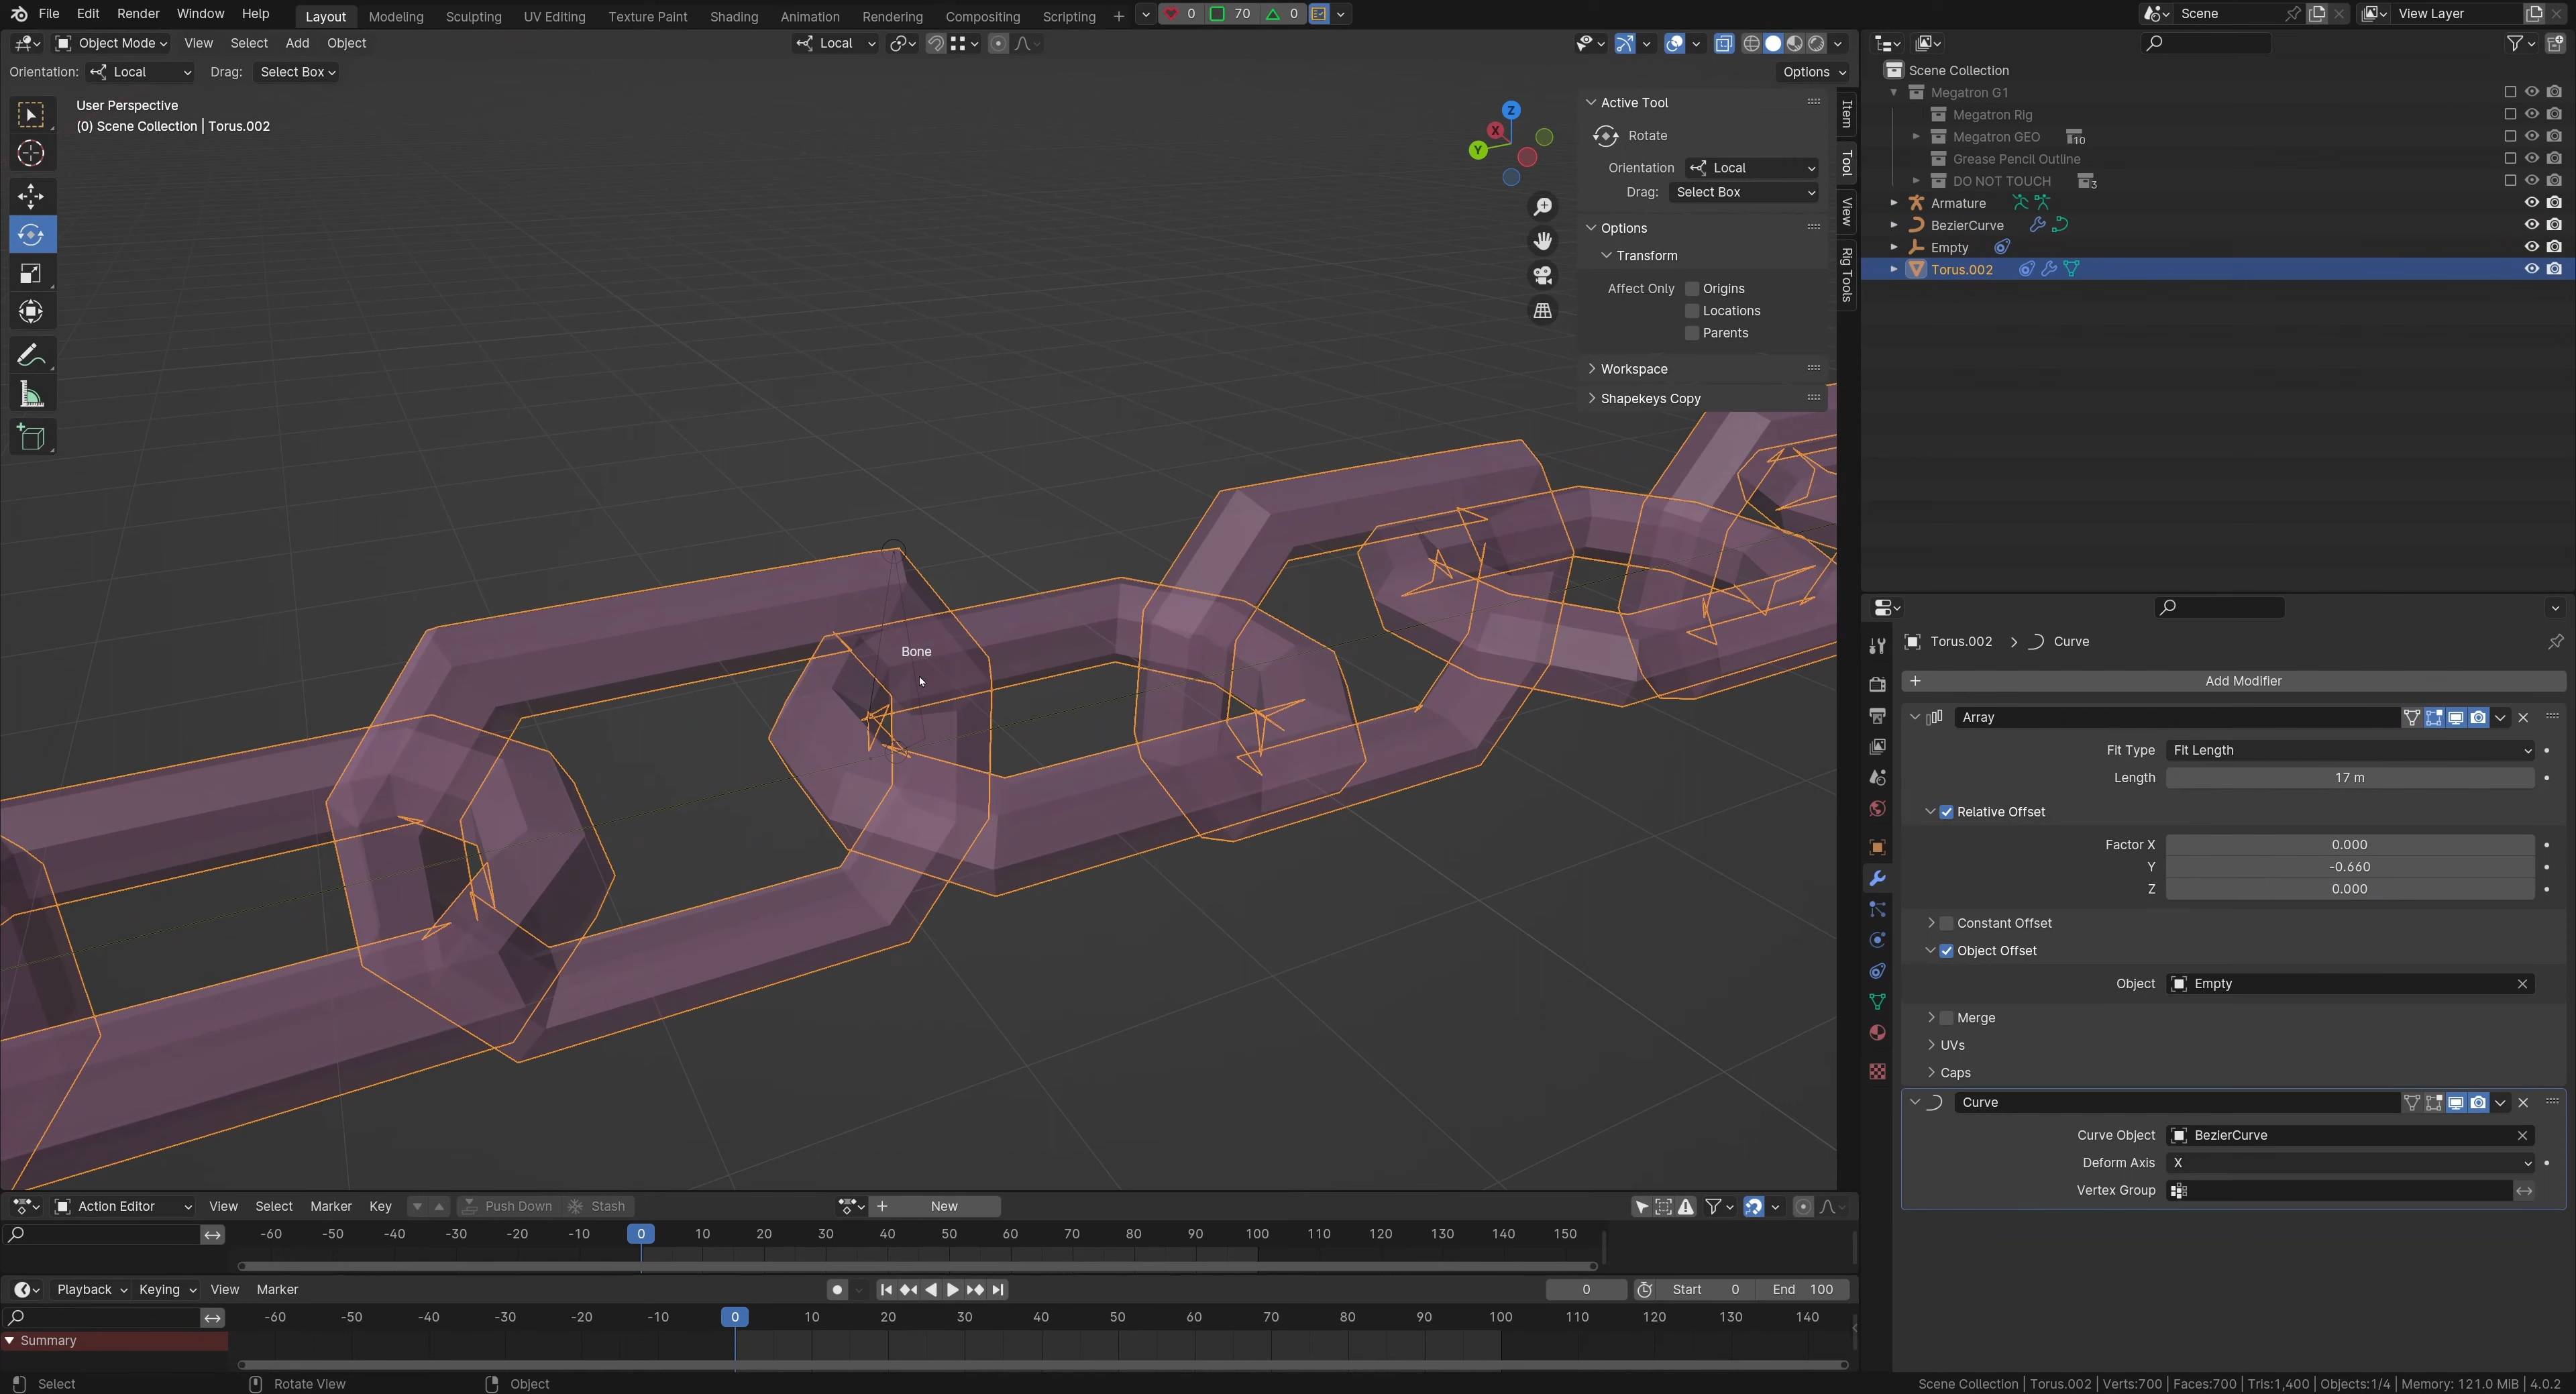 File Edit Render Window Help Layout Modeling Sculpting UV Editing Texture Paint Shading Animation Rendering Compositing Scripting + 0 70 0 Scene View Layer
Object Mode View Select Add Object Local
Orientation: Local Drag: Select Box Options
User Perspective
(0) Scene Collection | Torus.002
Z
X
Y
Active Tool
Rotate
Orientation Local
Drag: Select Box
Options
Transform
Affect Only Origins
Locations
Parents
Workspace
Shapekeys Copy
Item
Tool
View
Rig Tools
Bone
Scene Collection
Megatron G1
Megatron Rig
Megatron GEO 10
Grease Pencil Outline
DO NOT TOUCH 3
Armature
BezierCurve
Empty
Torus.002
Torus.002 > Curve
+ Add Modifier
Array
Fit Type Fit Length
Length 17 m
Relative Offset
Factor X 0.000
Y -0.660
Z 0.000
Constant Offset
Object Offset
Object Empty
Merge
UVs
Caps
Curve
Curve Object BezierCurve
Deform Axis X
Vertex Group
Action Editor View Select Marker Key Push Down Stash + New
-60 -50 -40 -30 -20 -10 0 10 20 30 40 50 60 70 80 90 100 110 120 130 140 150
Playback Keying View Marker 0 Start 0 End 100
-60 -50 -40 -30 -20 -10 0 10 20 30 40 50 60 70 80 90 100 110 120 130 140
Summary
Select Rotate View Object Scene Collection | Torus.002 | Verts:700 | Faces:700 | Tris:1,400 | Objects:1/4 | Memory: 121.0 MiB | 4.0.2